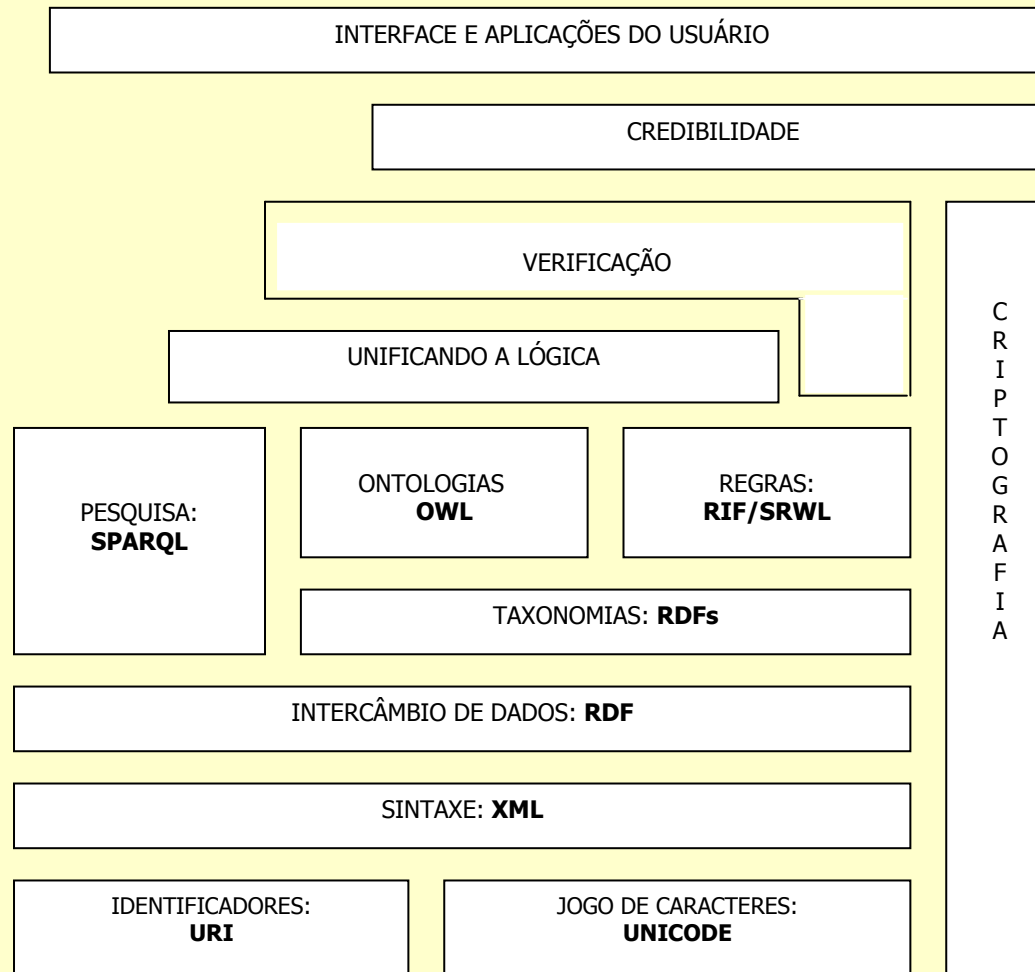 INTERFACE E APLICAÇÕES DO USUÁRIO
CREDIBILIDADE
VERIFICAÇÃO
UNIFICANDO A LÓGICA
PESQUISA:
SPARQL
ONTOLOGIAS
OWL
REGRAS:
RIF/SRWL
TAXONOMIAS: RDFs
INTERCÂMBIO DE DADOS: RDF
SINTAXE: XML
IDENTIFICADORES:
URI
JOGO DE CARACTERES:
UNICODE
C
R
I
P
T
O
G
R
A
F
I
A